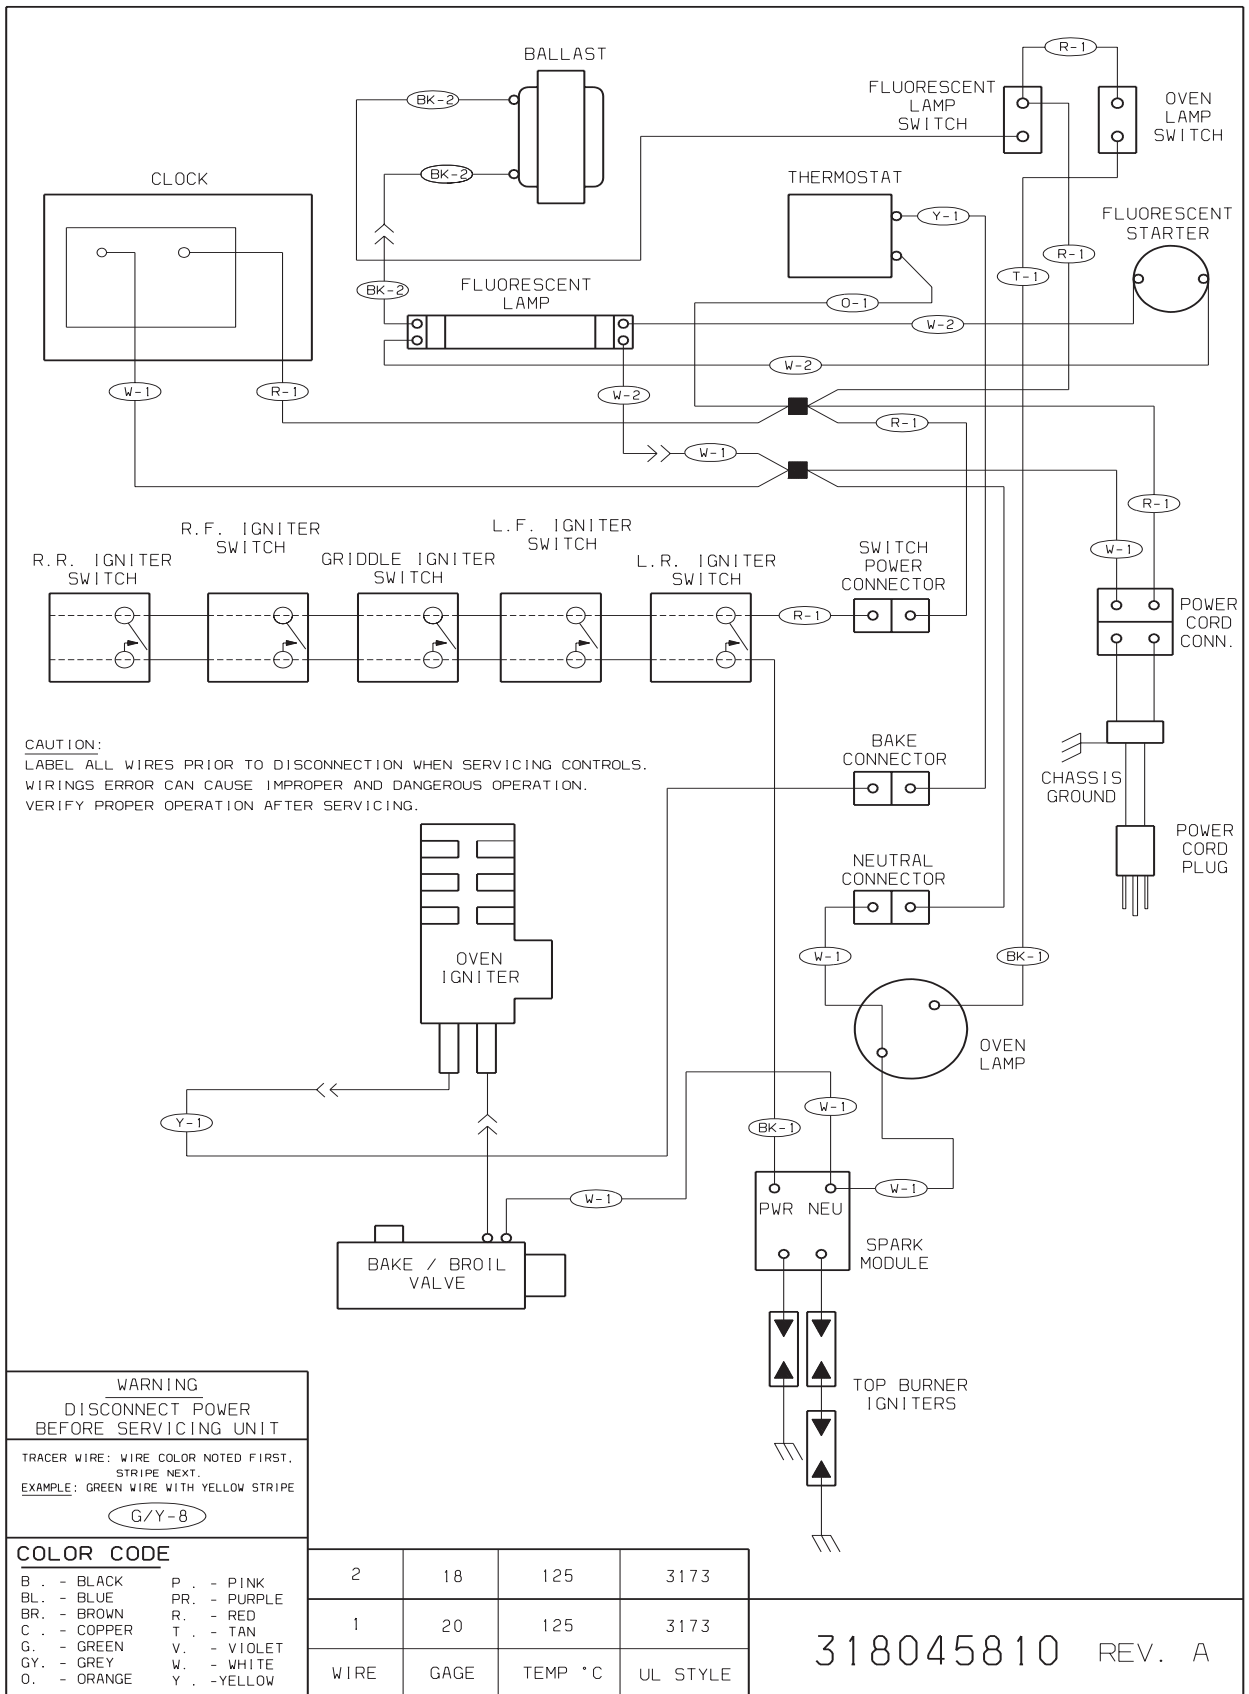 BALLAST
R-1
BK-2
FLUORESCENT
LAMP
SWITCH
OVEN
LAMP
SWITCH
BK-2
CLOCK
THERMOSTAT
Y-1
FLUORESCENT
STARTER
R-1
T-1
BK-2
FLUORESCENT
LAMP
O-1
W-2
W-2
W-1
R-1
W-2
R-1
W-1
R-1
W-1
R.R. IGNITER
SWITCH
R.F. IGNITER
SWITCH
GRIDDLE IGNITER
SWITCH
L.F. IGNITER
SWITCH
L.R. IGNITER
SWITCH
SWITCH
POWER
CONNECTOR
R-1
POWER
CORD
CONN.
CAUTION:
LABEL ALL WIRES PRIOR TO DISCONNECTION WHEN SERVICING CONTROLS.
WIRINGS ERROR CAN CAUSE IMPROPER AND DANGEROUS OPERATION.
VERIFY PROPER OPERATION AFTER SERVICING.
BAKE
CONNECTOR
CHASSIS
GROUND
POWER
CORD
PLUG
NEUTRAL
CONNECTOR
W-1
BK-1
OVEN
IGNITER
OVEN
LAMP
Y-1
W-1
BK-1
W-1
W-1
PWR NEU
SPARK
MODULE
BAKE / BROIL
VALVE
TOP BURNER
IGNITERS
WARNING
DISCONNECT POWER
BEFORE SERVICING UNIT
TRACER WIRE: WIRE COLOR NOTED FIRST,
STRIPE NEXT.
EXAMPLE: GREEN WIRE WITH YELLOW STRIPE
G/Y-8
COLOR CODE
B . - BLACK P . - PINK
BL. - BLUE PR. - PURPLE
BR. - BROWN R. - RED
C . - COPPER T . - TAN
G. - GREEN V. - VIOLET
GY. - GREY W. - WHITE
O. - ORANGE Y . -YELLOW
2 18 125 3173
1 20 125 3173
WIRE GAGE TEMP °C UL STYLE
318045810 REV. A